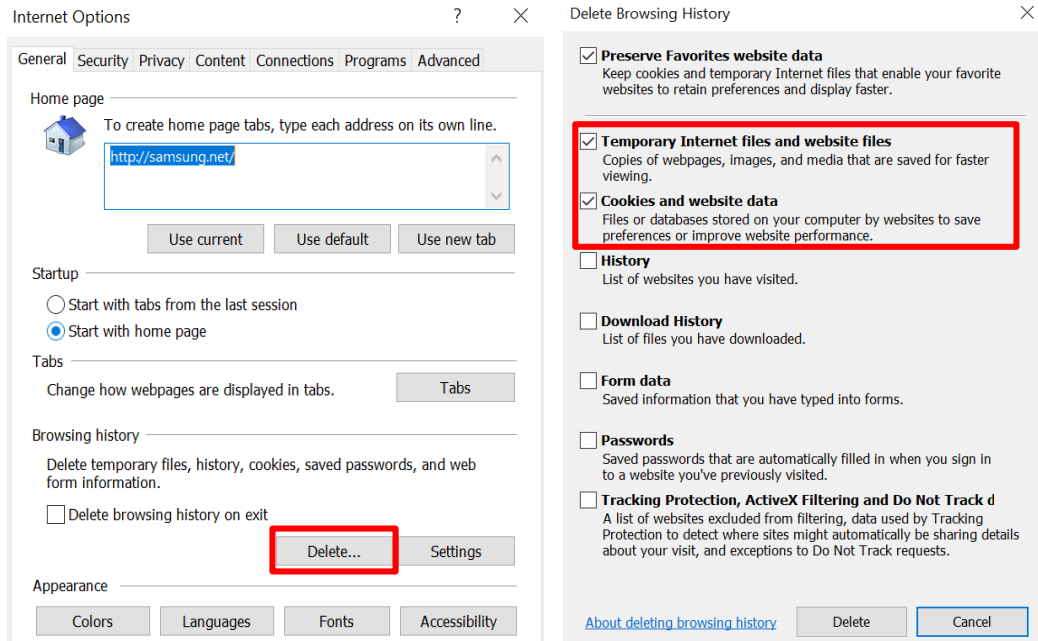 Internet Options ? 
General Security Privacy Content Connections Programs Advanced
Home page
To create home page tabs, type each address on its own line.
http://samsung.net/
Use current Use default Use new tab
Startup
Start with tabs from the last session
Start with home page
Tabs
Change how webpages are displayed in tabs. Tabs
Browsing history
Delete temporary files, history, cookies, saved passwords, and web
form information.
Delete browsing history on exit
Delete... Settings
Appearance
Colors Languages Fonts Accessibility
Delete Browsing History
Preserve Favorites website data
Keep cookies and temporary Internet files that enable your favorite
websites to retain preferences and display faster.
Temporary Internet files and website files
Copies of webpages, images, and media that are saved for faster
viewing.
Cookies and website data
Files or databases stored on your computer by websites to save
preferences or improve website performance.
History
List of websites you have visited.
Download History
List of files you have downloaded.
Form data
Saved information that you have typed into forms.
Passwords
Saved passwords that are automatically filled in when you sign in
to a website you've previously visited.
Tracking Protection, ActiveX Filtering and Do Not Track d
A list of websites excluded from filtering, data used by Tracking
Protection to detect where sites might automatically be sharing details
about your visit, and exceptions to Do Not Track requests.
About deleting browsing history Delete Cancel